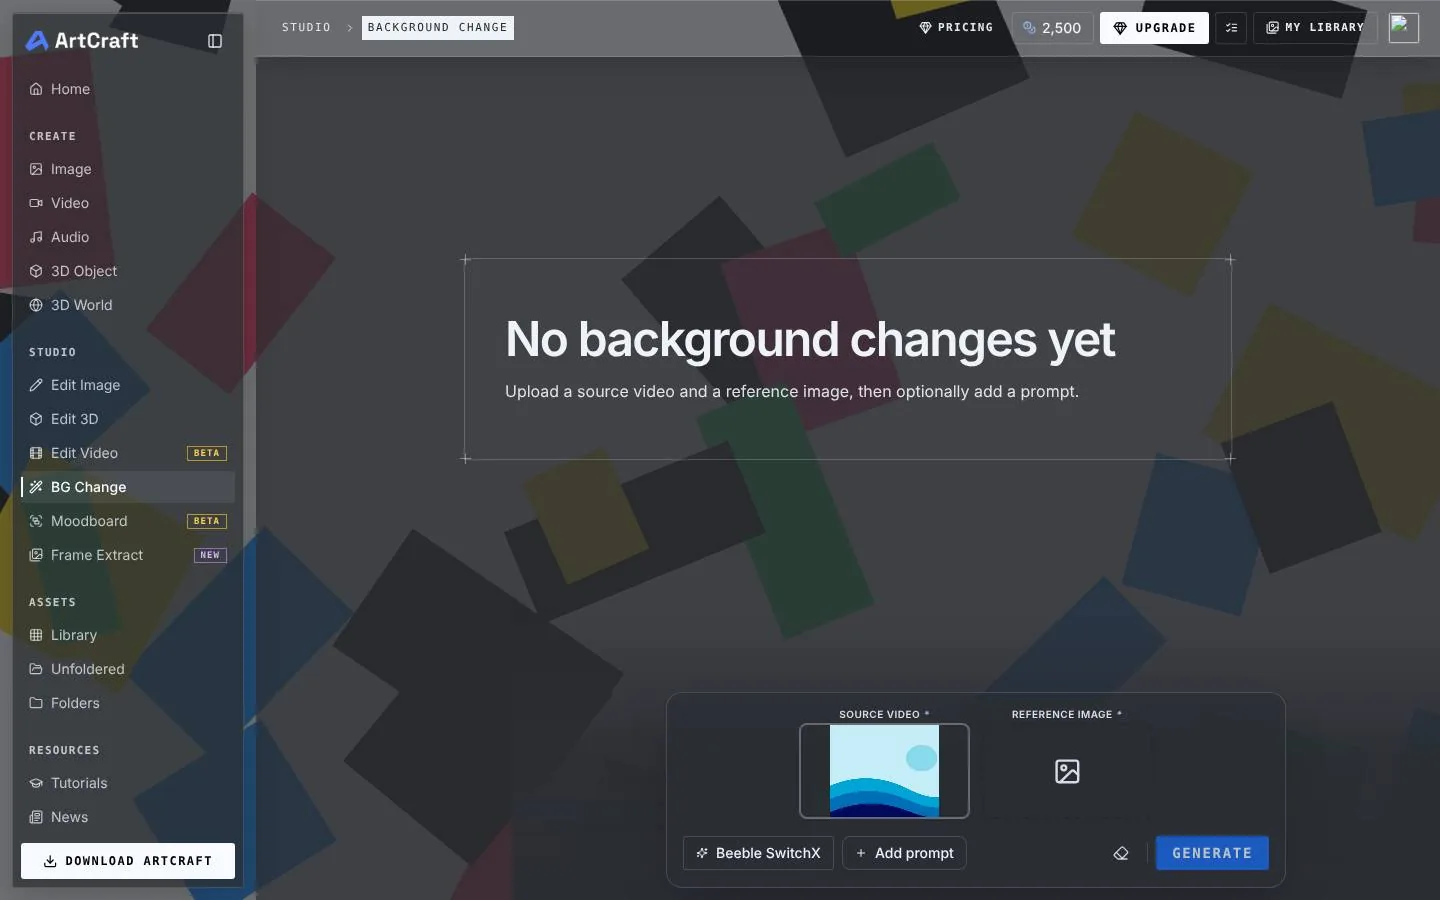 ArtCraft
Home
CREATE
Image
Video
Audio
3D Object
3D World
STUDIO
Edit Image
Edit 3D
Edit Video BETA
BG Change
Moodboard BETA
Frame Extract NEW
ASSETS
Library
Unfoldered
Folders
RESOURCES
Tutorials
News
DOWNLOAD ARTCRAFT
STUDIO > BACKGROUND CHANGE
PRICING 2,500 UPGRADE MY LIBRARY
No background changes yet
Upload a source video and a reference image, then optionally add a prompt.
SOURCE VIDEO * REFERENCE IMAGE *
Beeble SwitchX + Add prompt GENERATE